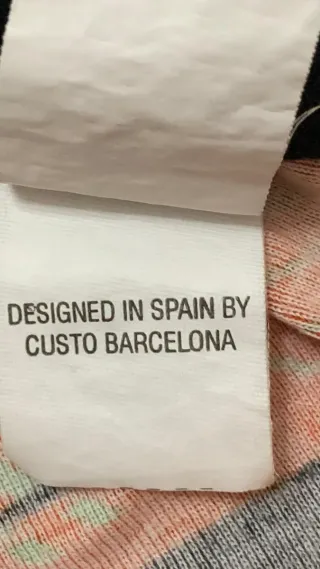 DESIGNED IN SPAIN BY
CUSTO BARCELONA